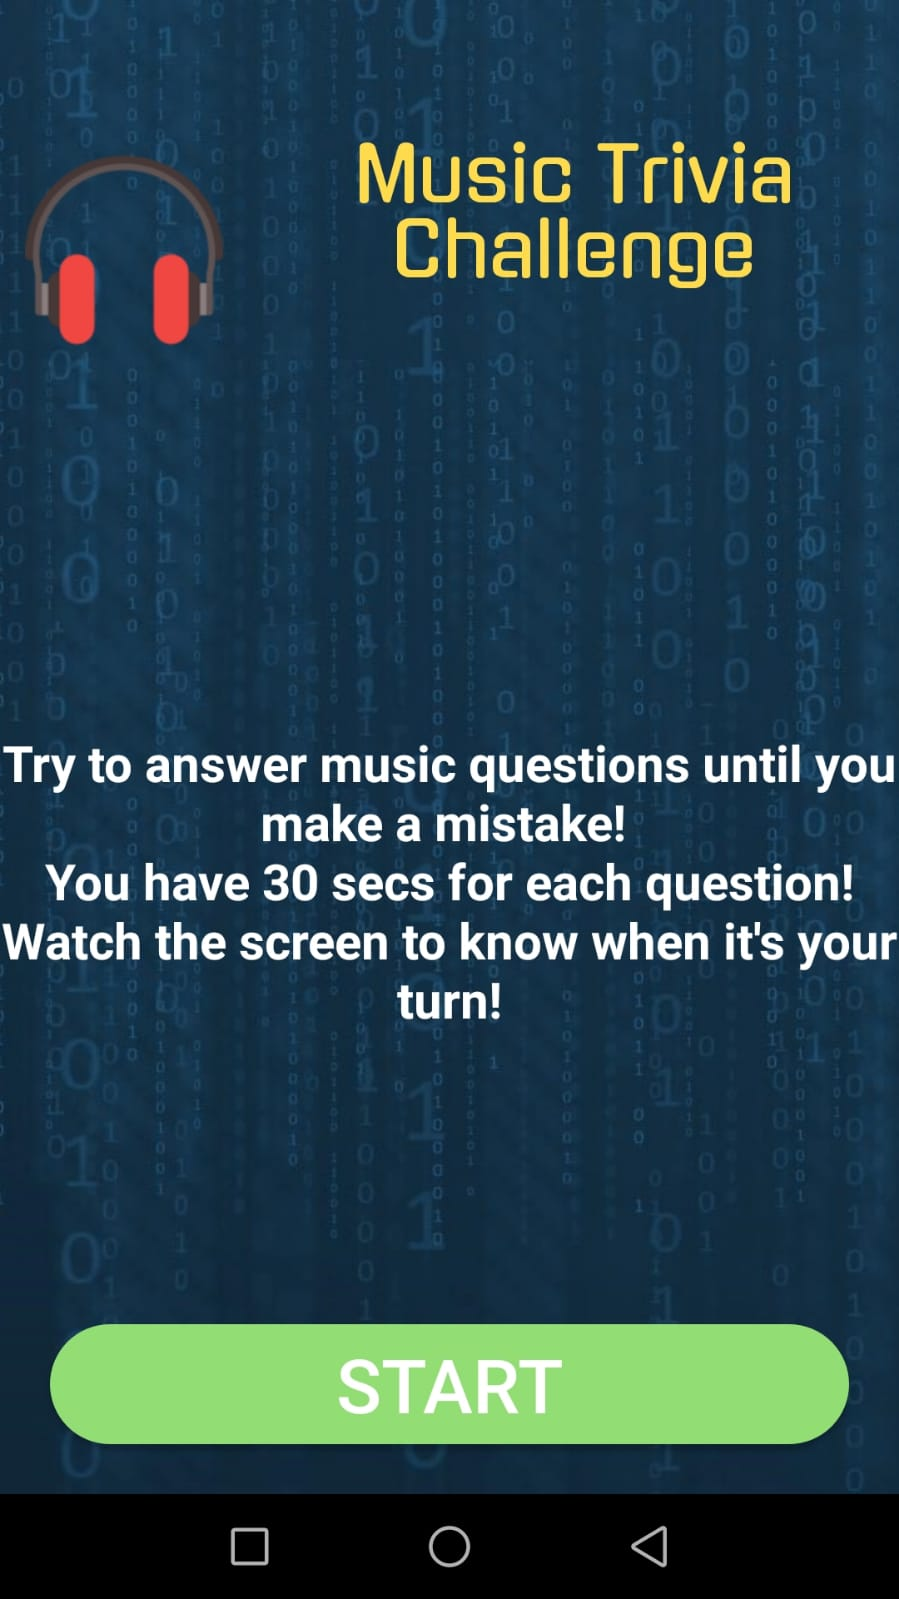 Music Trivia
Challenge
Try to answer music questions until you
make a mistake!
You have 30 secs for each question!
Watch the screen to know when it's your
turn!
START